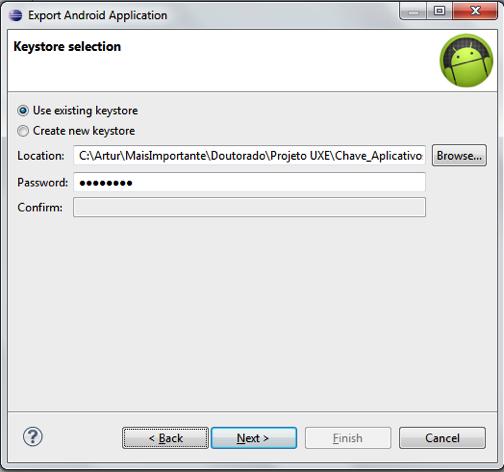 Export Android Application
Keystore selection
Use existing keystore
Create new keystore
Location: C:\Artur\MaisImportante\Doutorado\Projeto UXE\Chave_Aplicativo Browse...
Password: ●●●●●●●●
Confirm:
? < Back Next > Finish Cancel